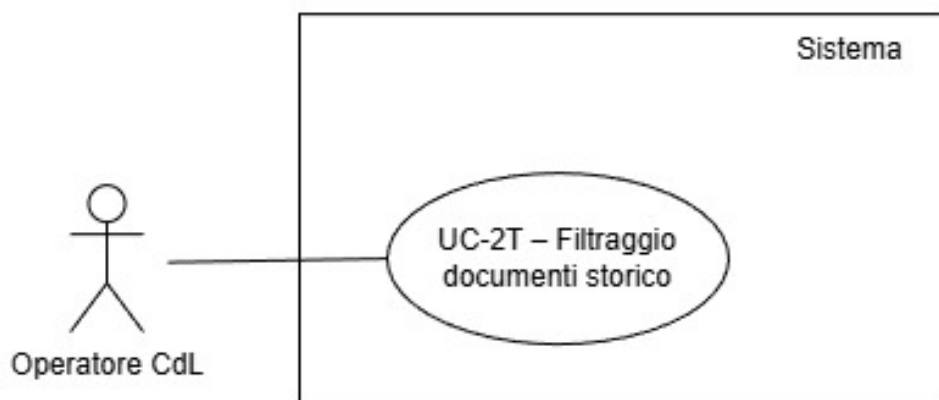 Sistema
UC-2T – Filtraggio
documenti storico
Operatore CdL